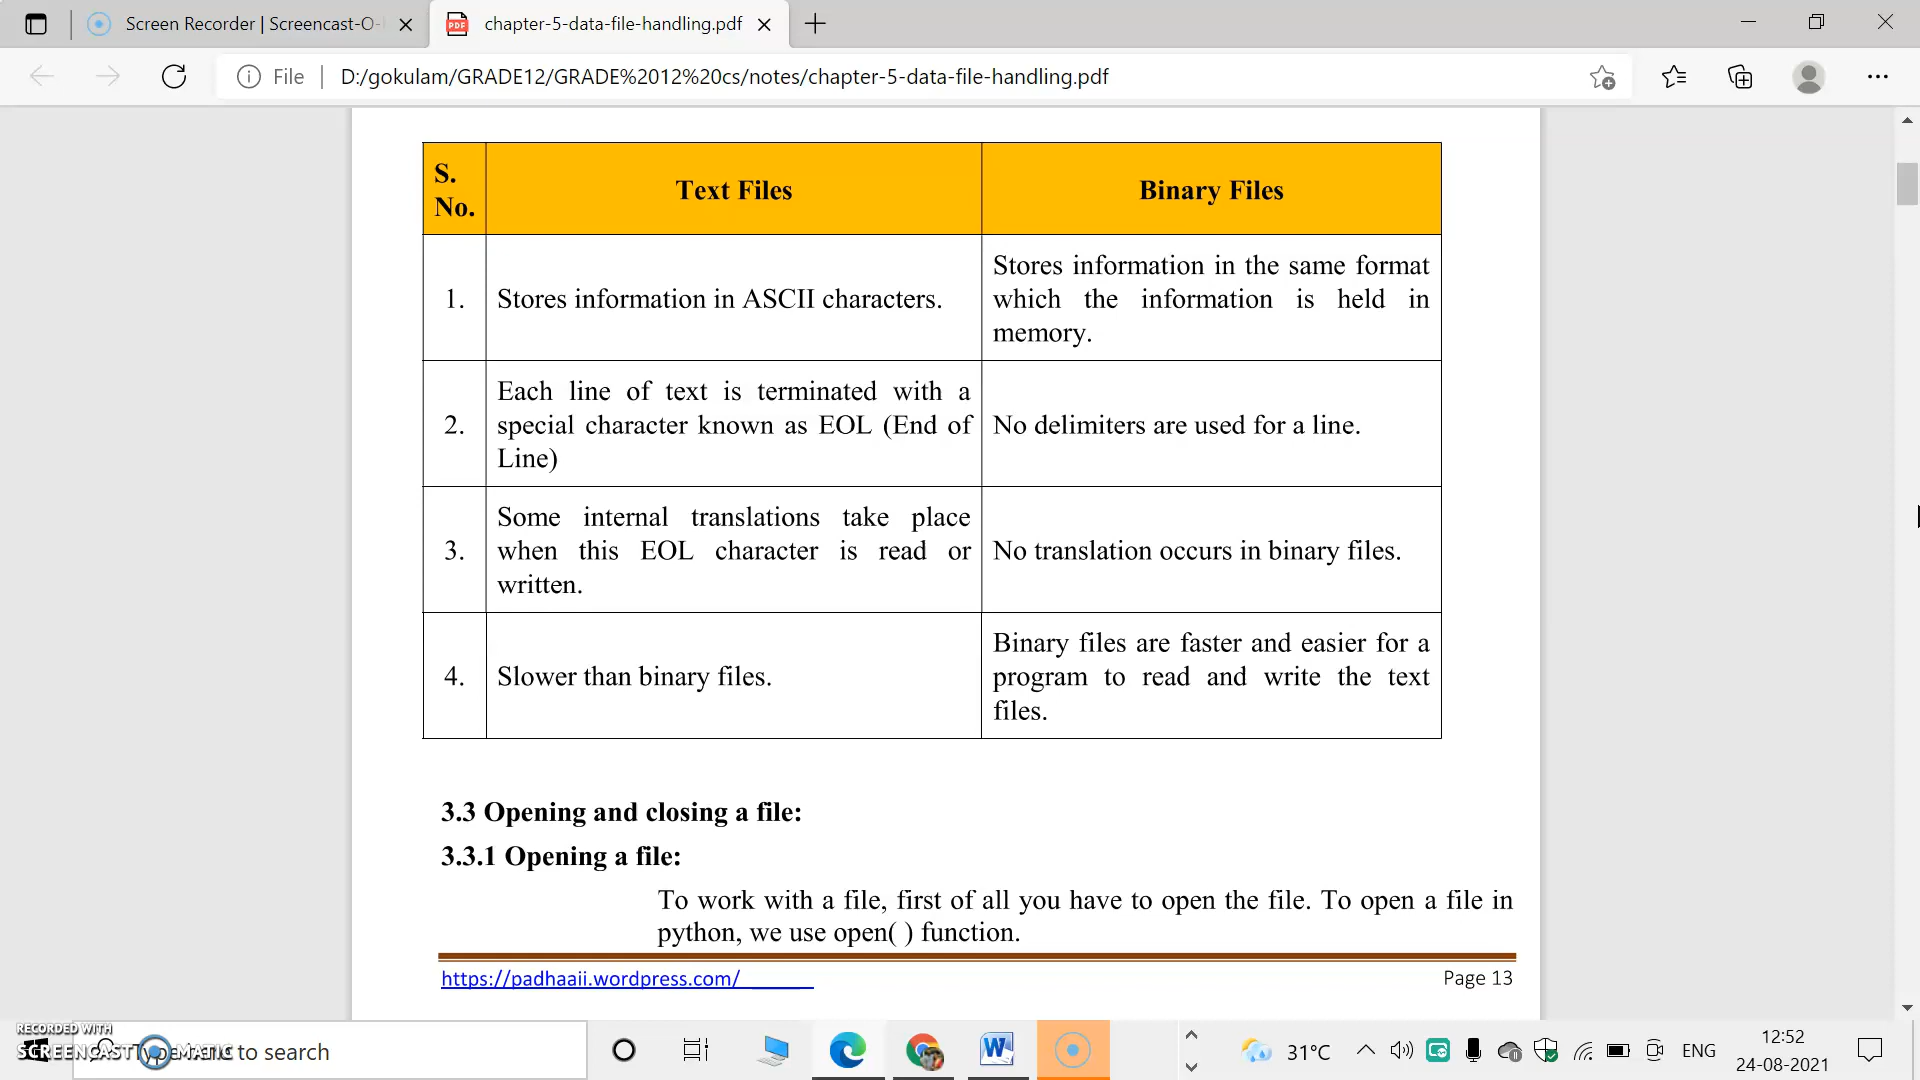 Screen Recorder | Screencast-O-
chapter-5-data-file-handling.pdf
File
D:/gokulam/GRADE12/GRADE%2012%20cs/notes/chapter-5-data-file-handling.pdf
S. No.
Text Files
Binary Files
1.
Stores information in ASCII characters.
Stores information in the same format
which the information is held in
memory.
2.
Each line of text is terminated with a
special character known as EOL (End of
Line)
No delimiters are used for a line.
3.
Some internal translations take place
when this EOL character is read or
written.
No translation occurs in binary files.
4.
Slower than binary files.
Binary files are faster and easier for a
program to read and write the text
files.
3.3 Opening and closing a file:
3.3.1 Opening a file:
To work with a file, first of all you have to open the file. To open a file in
python, we use open( ) function.
https://padhaaii.wordpress.com/
Page 13
RECORDED WITH
SCREENCAST MATIC
Type here to search
31°C
ENG
12:52
24-08-2021